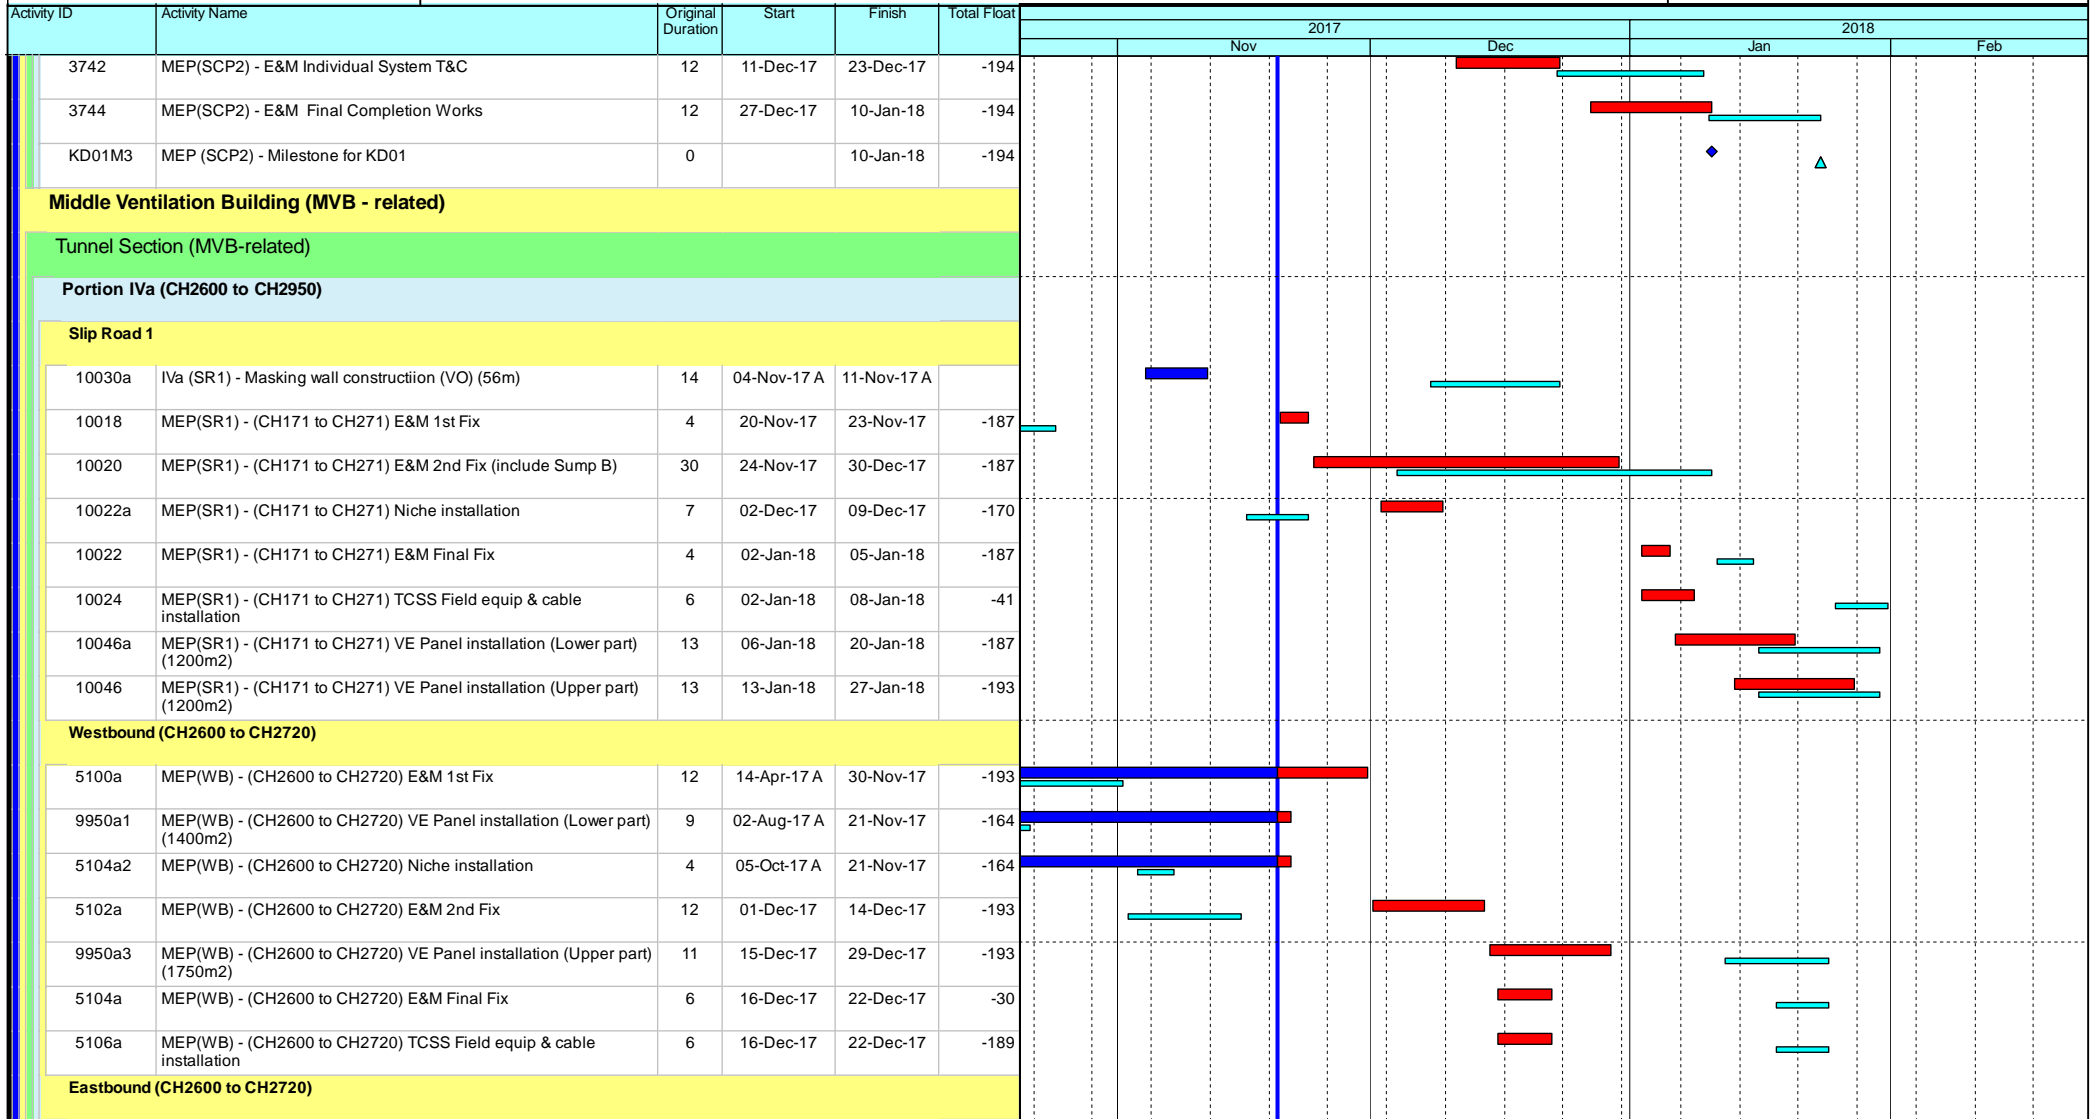 Activity ID Activity Name Original Start Finish Total Float
Duration
2017 2018
Nov Dec Jan Feb
3742 MEP(SCP2) - E&M Individual System T&C 12 11-Dec-17 23-Dec-17 -194
3744 MEP(SCP2) - E&M Final Completion Works 12 27-Dec-17 10-Jan-18 -194
KD01M3 MEP (SCP2) - Milestone for KD01 0 10-Jan-18 -194
Middle Ventilation Building (MVB - related)
Tunnel Section (MVB-related)
Portion IVa (CH2600 to CH2950)
Slip Road 1
10030a IVa (SR1) - Masking wall constructiion (VO) (56m) 14 04-Nov-17 A 11-Nov-17 A
10018 MEP(SR1) - (CH171 to CH271) E&M 1st Fix 4 20-Nov-17 23-Nov-17 -187
10020 MEP(SR1) - (CH171 to CH271) E&M 2nd Fix (include Sump B) 30 24-Nov-17 30-Dec-17 -187
10022a MEP(SR1) - (CH171 to CH271) Niche installation 7 02-Dec-17 09-Dec-17 -170
10022 MEP(SR1) - (CH171 to CH271) E&M Final Fix 4 02-Jan-18 05-Jan-18 -187
10024 MEP(SR1) - (CH171 to CH271) TCSS Field equip & cable 6 02-Jan-18 08-Jan-18 -41
installation
10046a MEP(SR1) - (CH171 to CH271) VE Panel installation (Lower part) 13 06-Jan-18 20-Jan-18 -187
(1200m2)
10046 MEP(SR1) - (CH171 to CH271) VE Panel installation (Upper part) 13 13-Jan-18 27-Jan-18 -193
(1200m2)
Westbound (CH2600 to CH2720)
5100a MEP(WB) - (CH2600 to CH2720) E&M 1st Fix 12 14-Apr-17 A 30-Nov-17 -193
9950a1 MEP(WB) - (CH2600 to CH2720) VE Panel installation (Lower part) 9 02-Aug-17 A 21-Nov-17 -164
(1400m2)
5104a2 MEP(WB) - (CH2600 to CH2720) Niche installation 4 05-Oct-17 A 21-Nov-17 -164
5102a MEP(WB) - (CH2600 to CH2720) E&M 2nd Fix 12 01-Dec-17 14-Dec-17 -193
9950a3 MEP(WB) - (CH2600 to CH2720) VE Panel installation (Upper part) 11 15-Dec-17 29-Dec-17 -193
(1750m2)
5104a MEP(WB) - (CH2600 to CH2720) E&M Final Fix 6 16-Dec-17 22-Dec-17 -30
5106a MEP(WB) - (CH2600 to CH2720) TCSS Field equip & cable 6 16-Dec-17 22-Dec-17 -189
installation
Eastbound (CH2600 to CH2720)